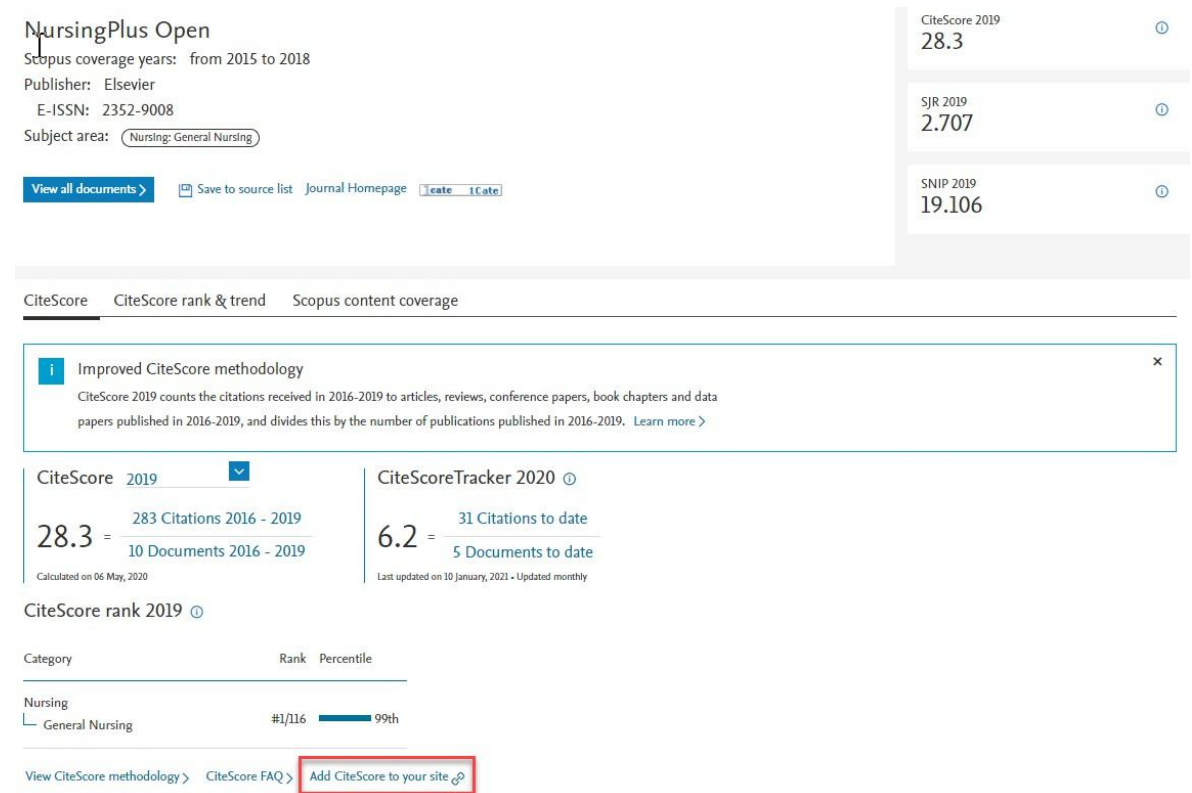 NursingPlus Open
Scopus coverage years: from 2015 to 2018
Publisher: Elsevier
E-ISSN: 2352-9008
Subject area: Nursing: General Nursing
View all documents > Save to source list Journal Homepage 1Cate
CiteScore 2019
28.3
SJR 2019
2.707
SNIP 2019
19.106
CiteScore CiteScore rank & trend Scopus content coverage
i Improved CiteScore methodology ×
CiteScore 2019 counts the citations received in 2016-2019 to articles, reviews, conference papers, book chapters and data
papers published in 2016-2019, and divides this by the number of publications published in 2016-2019. Learn more >
CiteScore 2019
28.3 =
283 Citations 2016 - 2019
10 Documents 2016 - 2019
Calculated on 06 May, 2020
CiteScoreTracker 2020
6.2 =
31 Citations to date
5 Documents to date
Last updated on 10 January, 2021 • Updated monthly
CiteScore rank 2019
Category Rank Percentile
Nursing
General Nursing #1/116 99th
View CiteScore methodology > CiteScore FAQ > Add CiteScore to your site